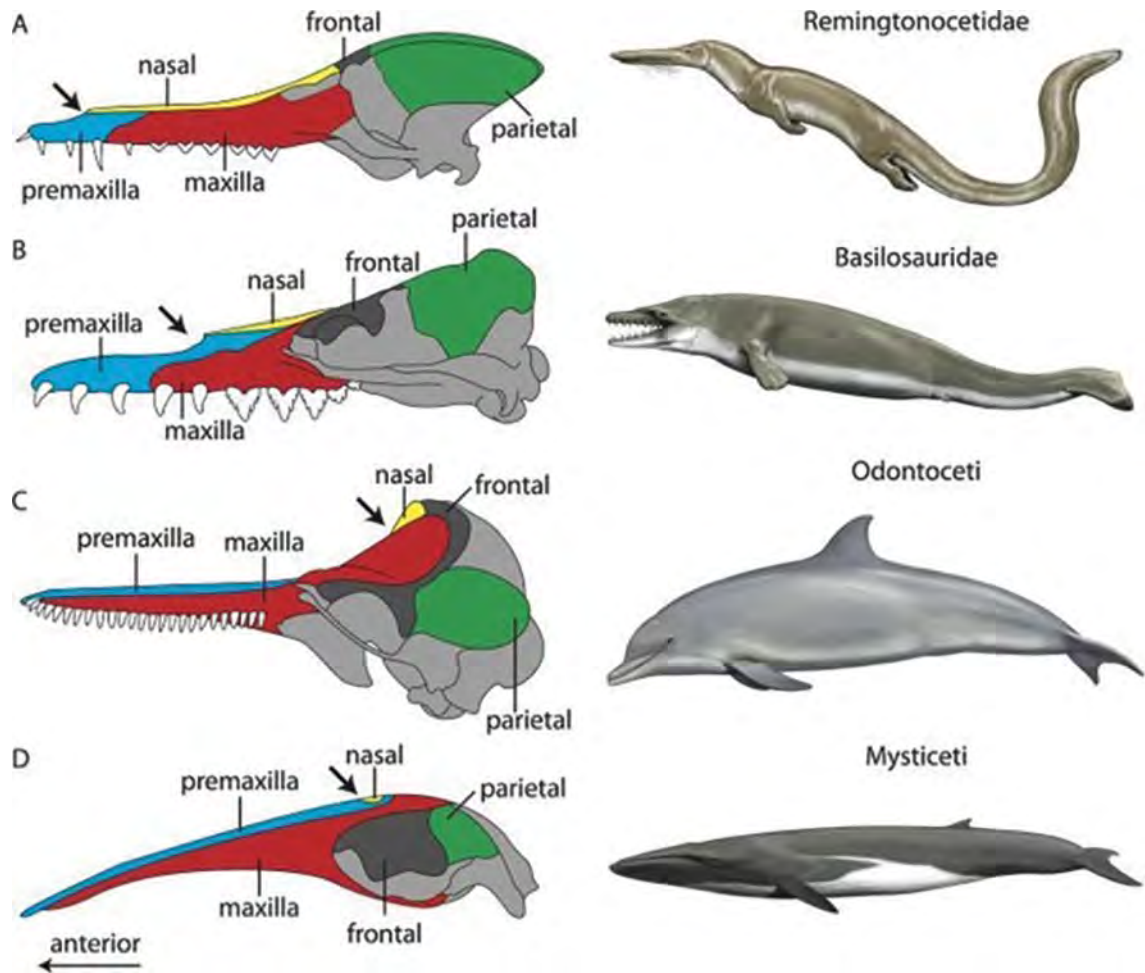 A
frontal
nasal
parietal
premaxilla
maxilla
Remingtonocetidae
B
parietal
frontal
nasal
premaxilla
maxilla
Basilosauridae
C
nasal
frontal
premaxilla
maxilla
parietal
Odontoceti
D
nasal
premaxilla
parietal
maxilla
frontal
anterior
Mysticeti